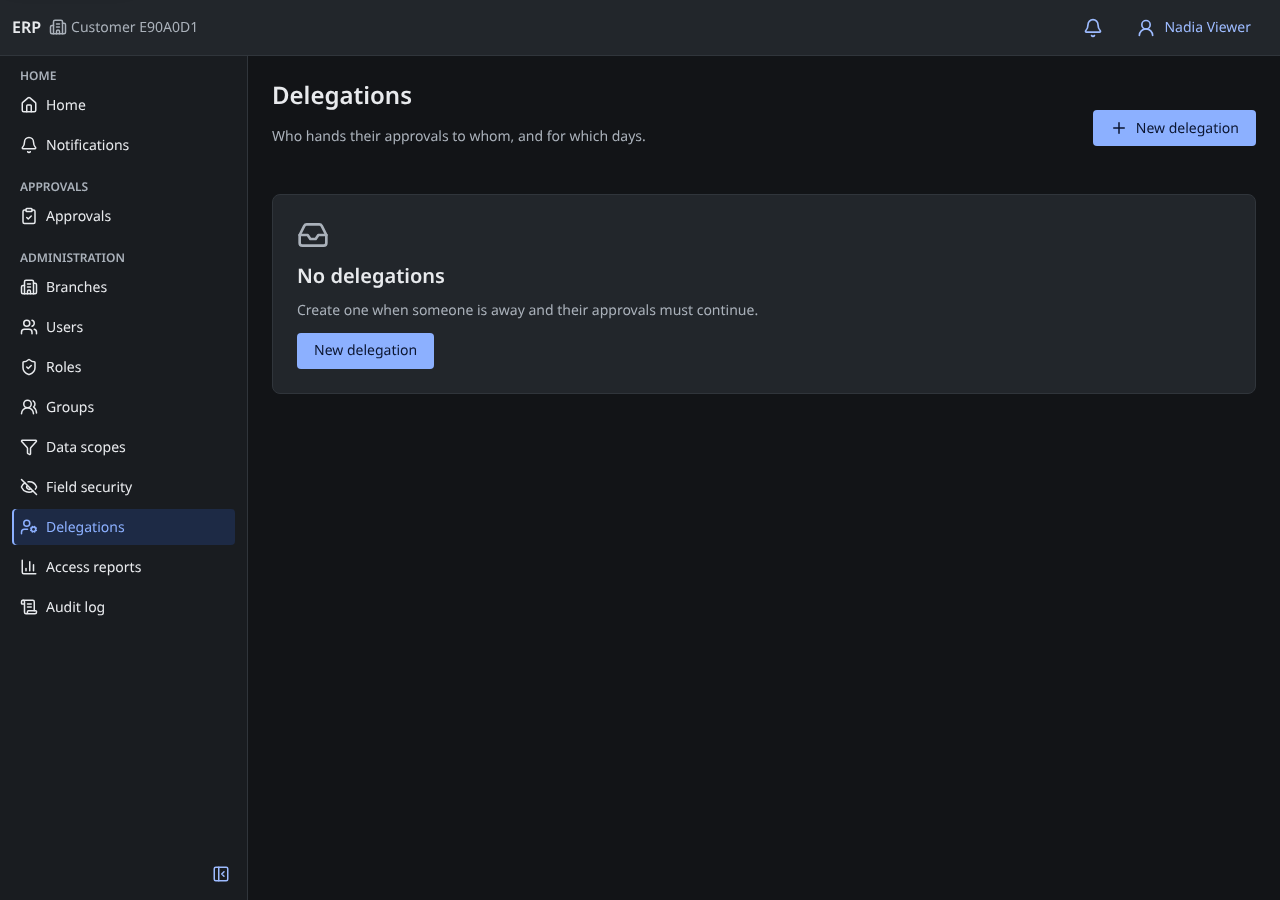 ERP Customer E90A0D1
Nadia Viewer
HOME
Home
Notifications
APPROVALS
Approvals
ADMINISTRATION
Branches
Users
Roles
Groups
Data scopes
Field security
Delegations
Access reports
Audit log
Delegations
Who hands their approvals to whom, and for which days.
New delegation
No delegations
Create one when someone is away and their approvals must continue.
New delegation